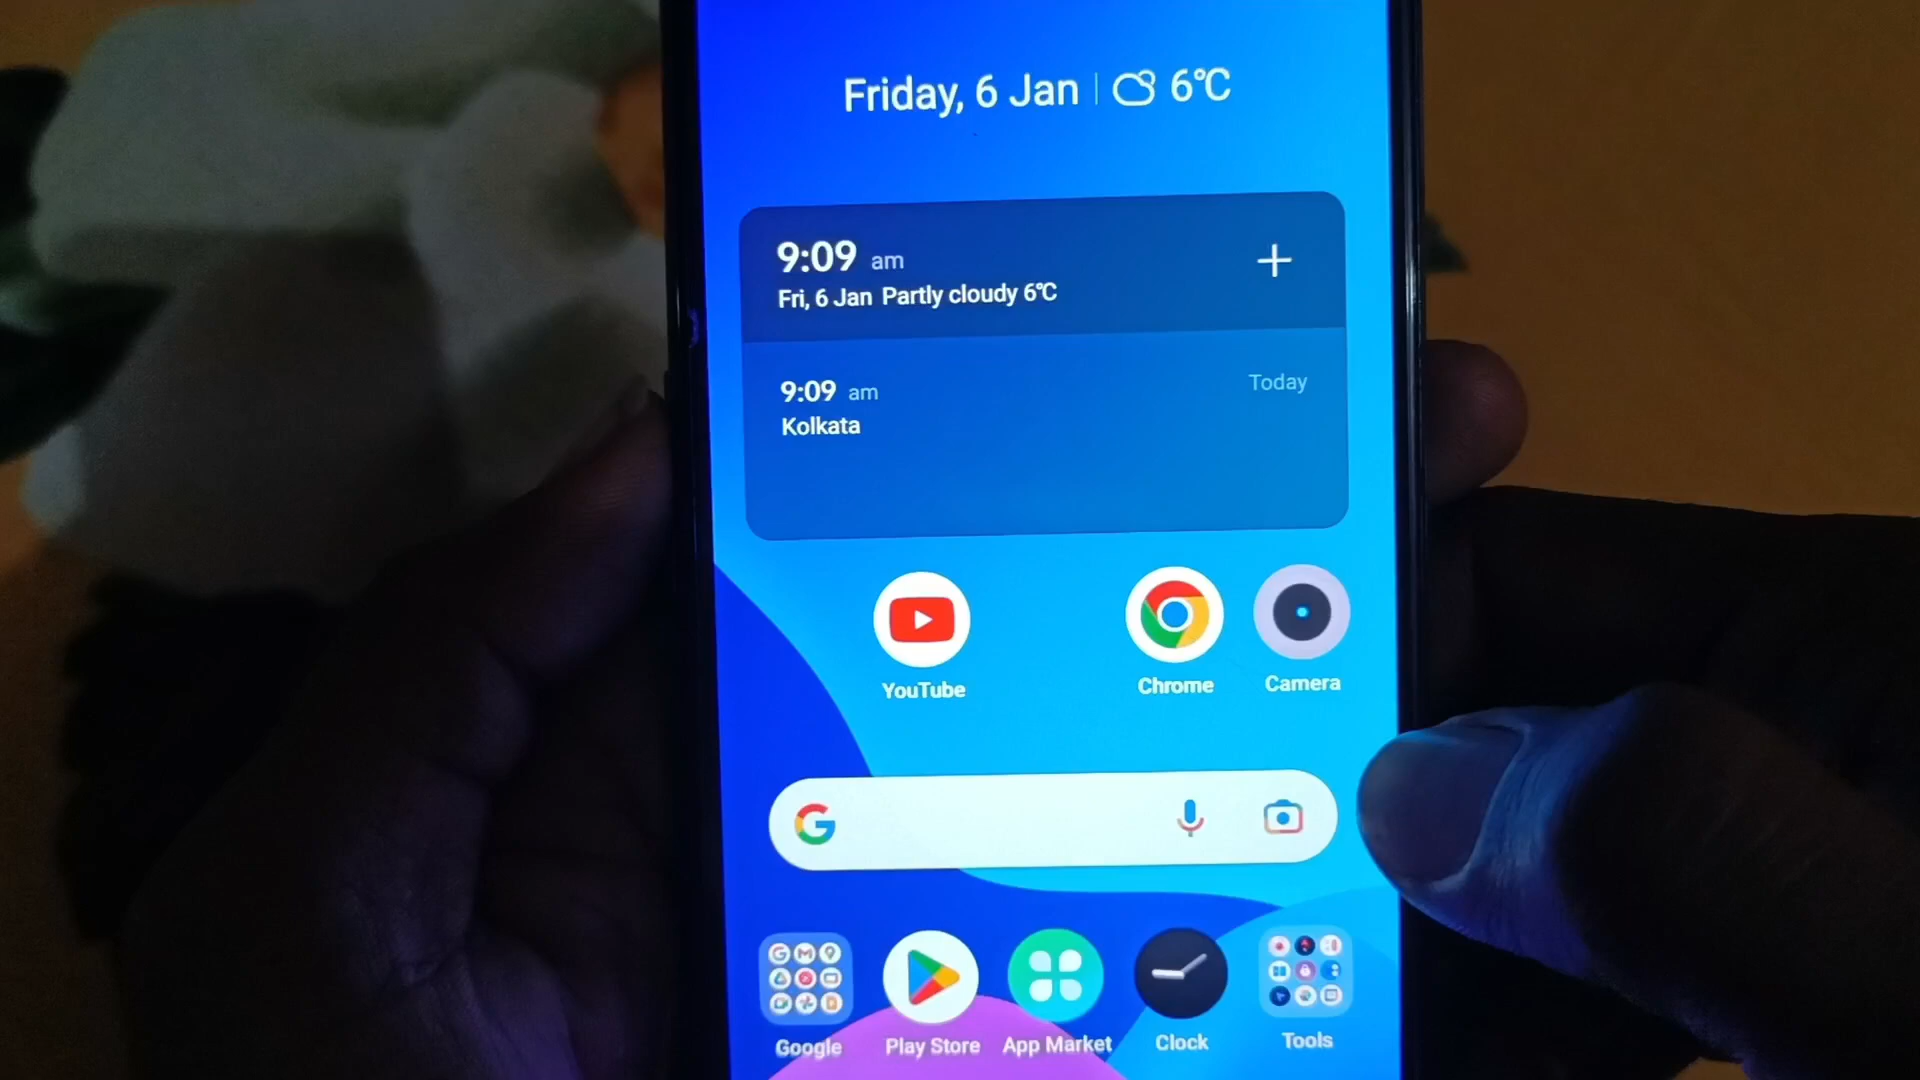 Friday, 6 Jan | 6°C
9:09 am
Fri, 6 Jan Partly cloudy 6°C
9:09 am Today
Kolkata
YouTube Chrome Camera
Google Play Store App Market Clock Tools